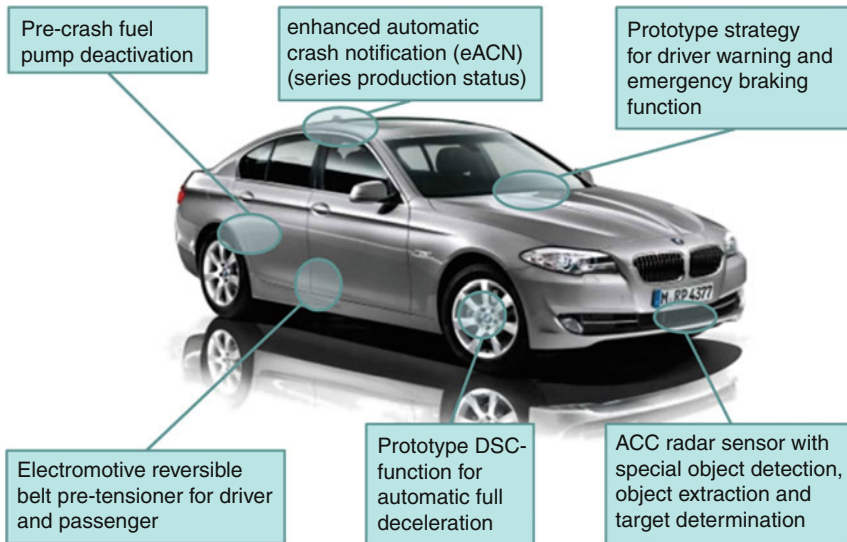 Pre-crash fuel
pump deactivation
enhanced automatic
crash notification (eACN)
(series production status)
Prototype strategy
for driver warning and
emergency braking
function
M RP 4377
Electromotive reversible
belt pre-tensioner for driver
and passenger
Prototype DSC-
function for
automatic full
deceleration
ACC radar sensor with
special object detection,
object extraction and
target determination